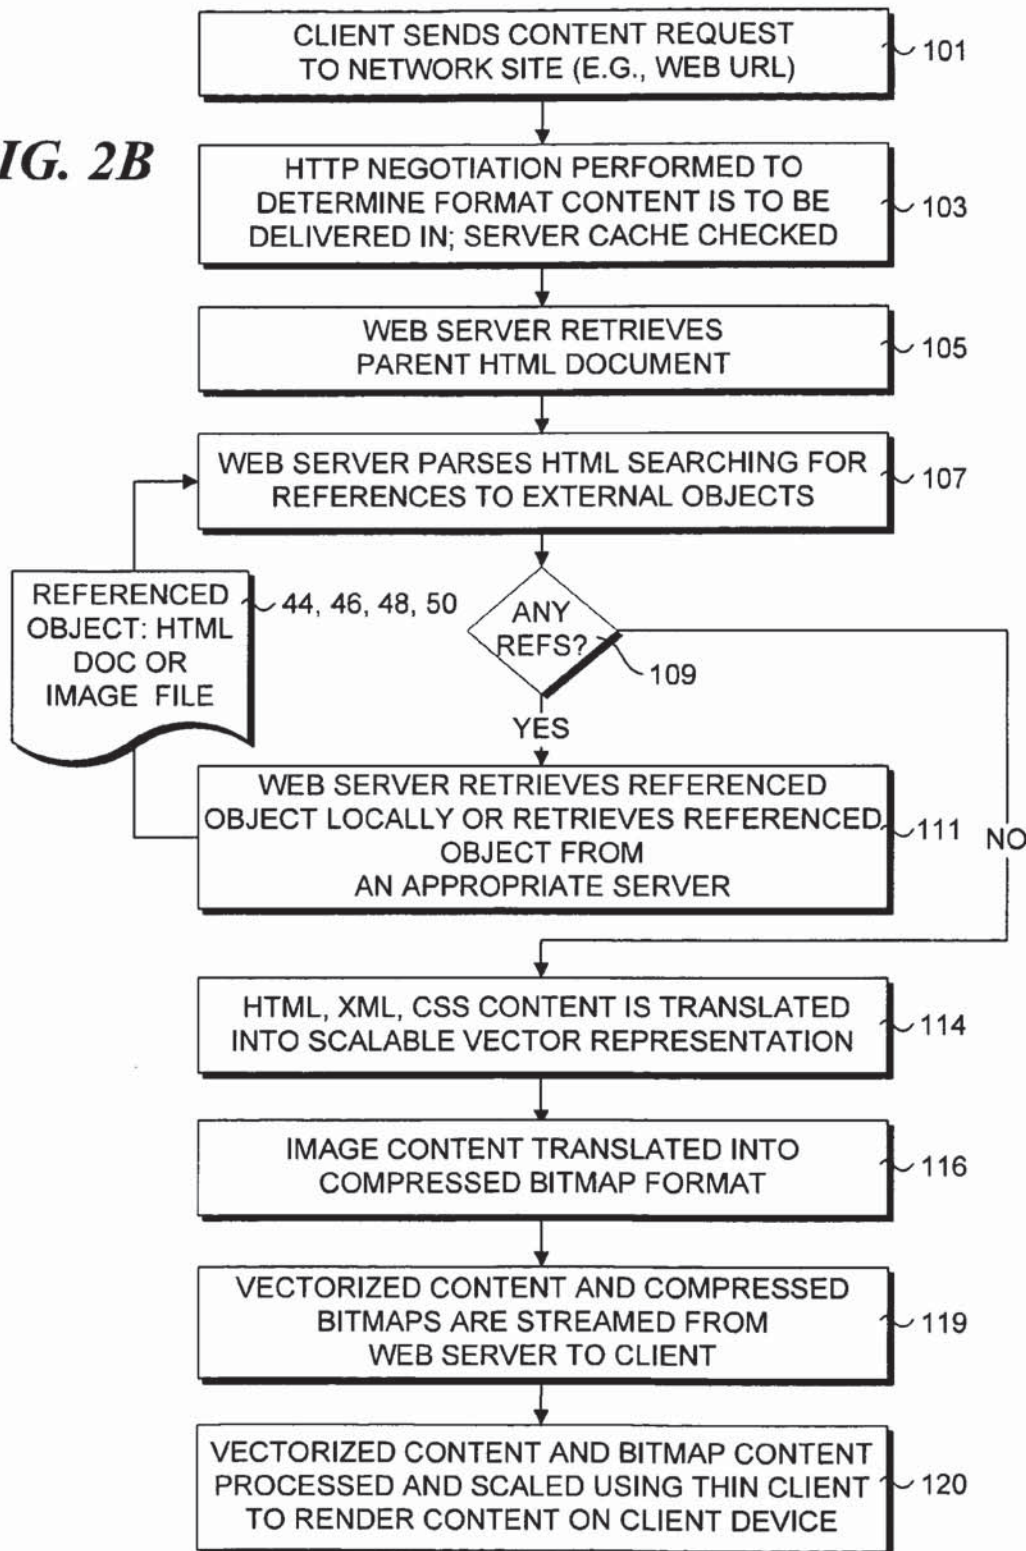 CLIENT SENDS CONTENT REQUEST
TO NETWORK SITE (E.G., WEB URL)
101
IG. 2B
HTTP NEGOTIATION PERFORMED TO
DETERMINE FORMAT CONTENT IS TO BE
DELIVERED IN; SERVER CACHE CHECKED
103
WEB SERVER RETRIEVES
PARENT HTML DOCUMENT
105
WEB SERVER PARSES HTML SEARCHING FOR
REFERENCES TO EXTERNAL OBJECTS
107
REFERENCED
OBJECT: HTML
DOC OR
IMAGE FILE
44, 46, 48, 50
ANY
REFS?
109
YES
WEB SERVER RETRIEVES REFERENCED
OBJECT LOCALLY OR RETRIEVES REFERENCED
OBJECT FROM
AN APPROPRIATE SERVER
111
NO
HTML, XML, CSS CONTENT IS TRANSLATED
INTO SCALABLE VECTOR REPRESENTATION
114
IMAGE CONTENT TRANSLATED INTO
COMPRESSED BITMAP FORMAT
116
VECTORIZED CONTENT AND COMPRESSED
BITMAPS ARE STREAMED FROM
WEB SERVER TO CLIENT
119
VECTORIZED CONTENT AND BITMAP CONTENT
PROCESSED AND SCALED USING THIN CLIENT
TO RENDER CONTENT ON CLIENT DEVICE
120